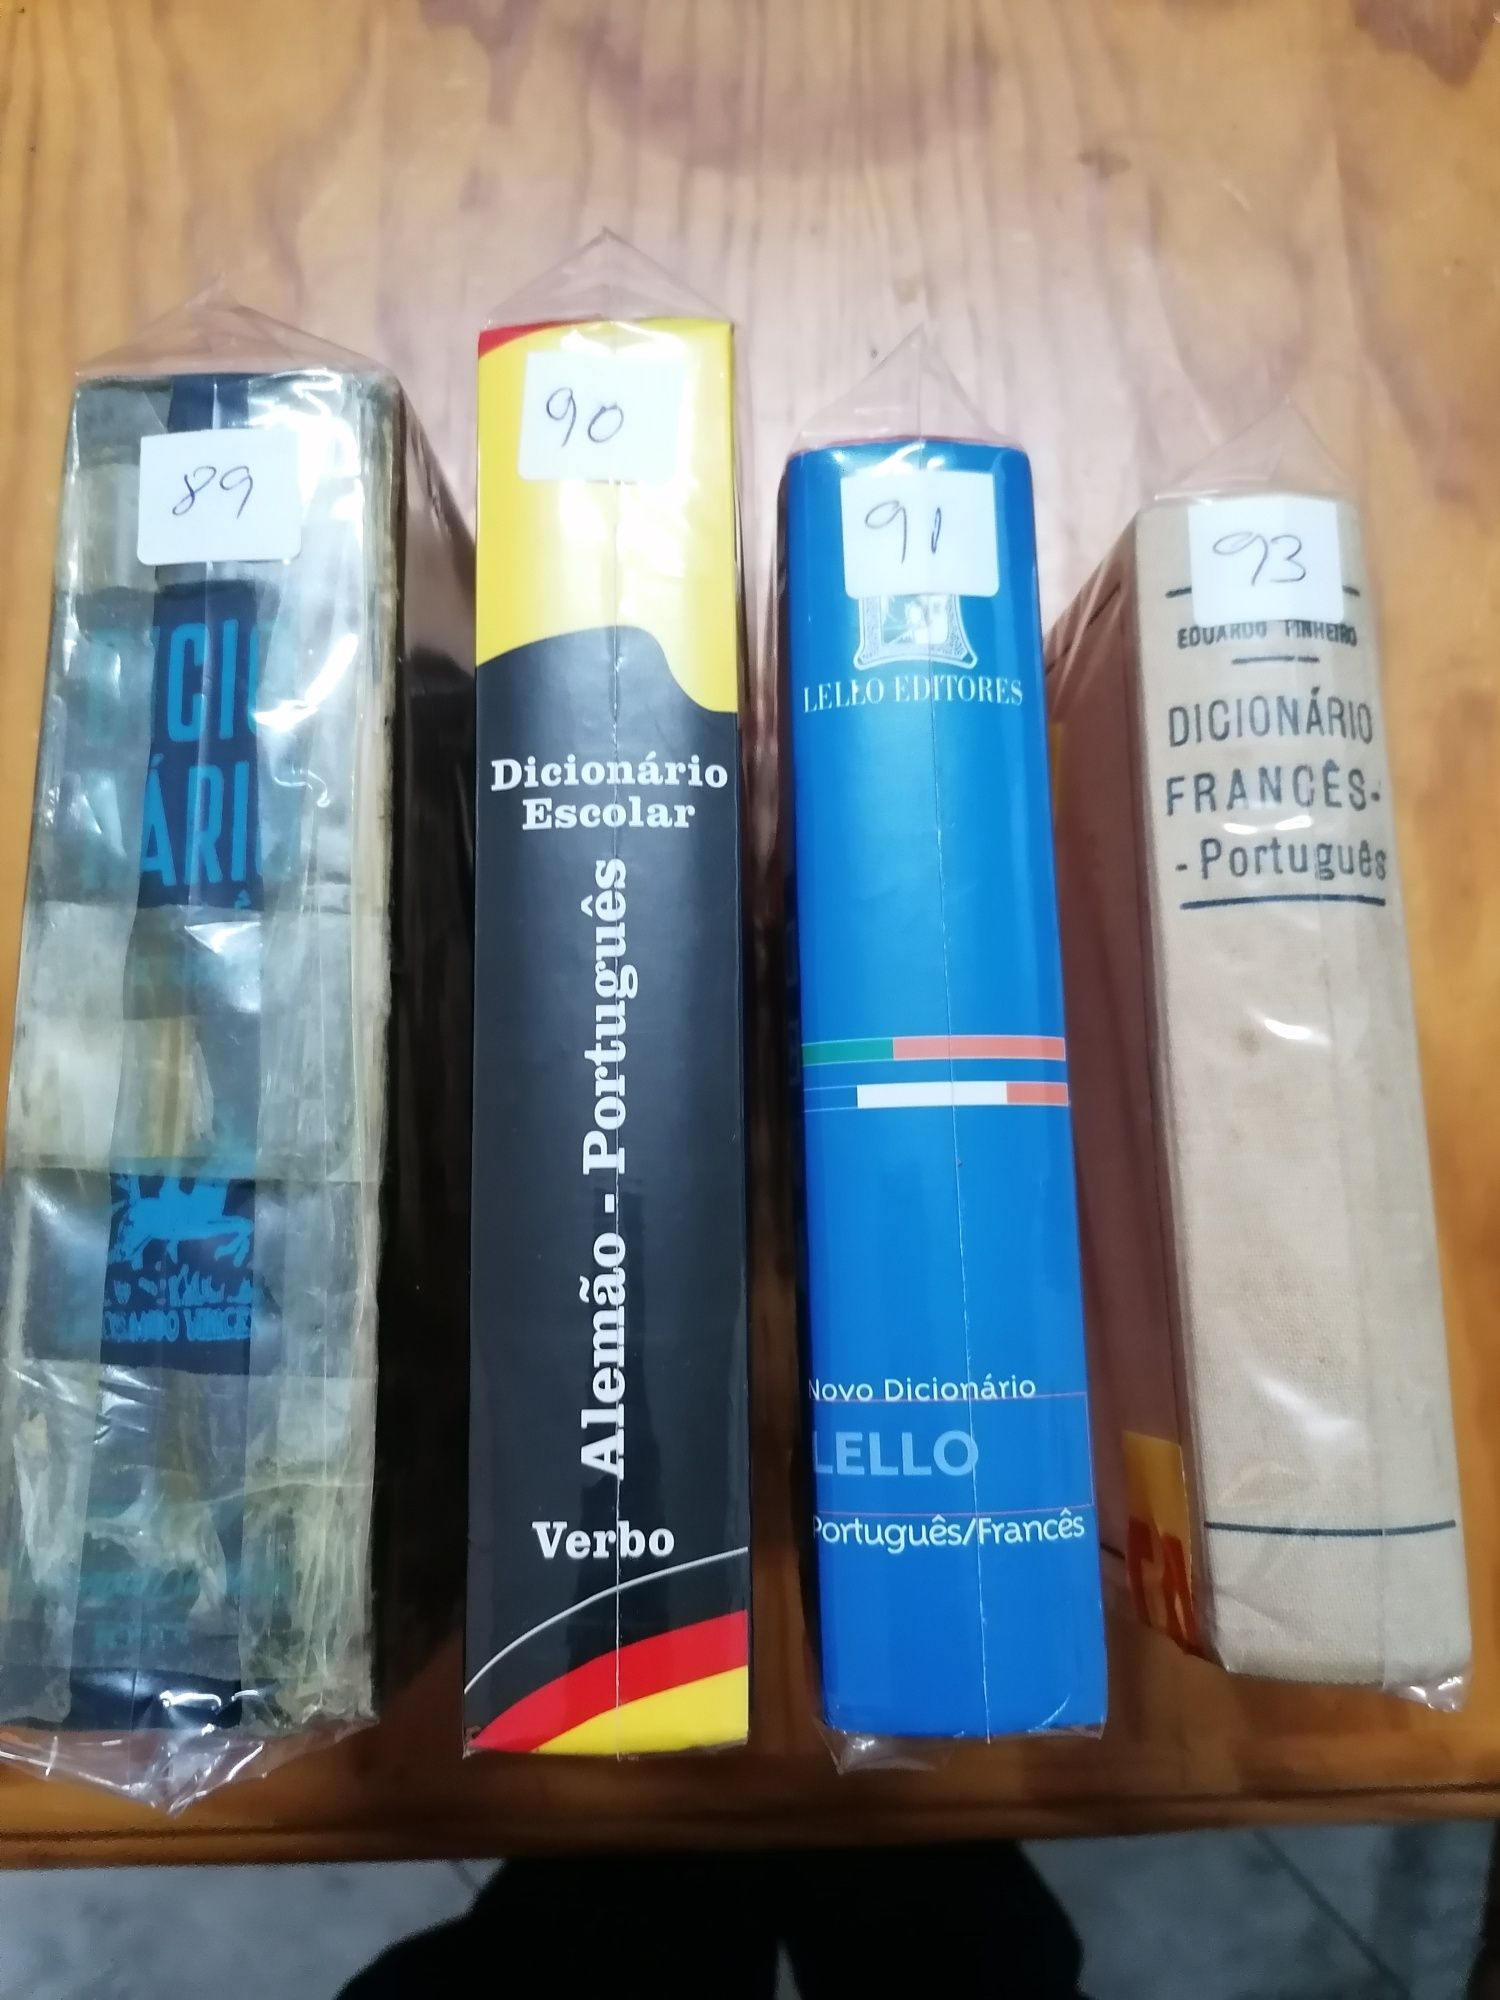 89
90
Dicionário
Escolar
Alemão - Português
Verbo
91
LELLO EDITORES
Novo Dicionário
LELLO
Português/Francês
93
EDUARDO PINHEIRO
DICIONÁRIO
FRANCÊS-
- Português